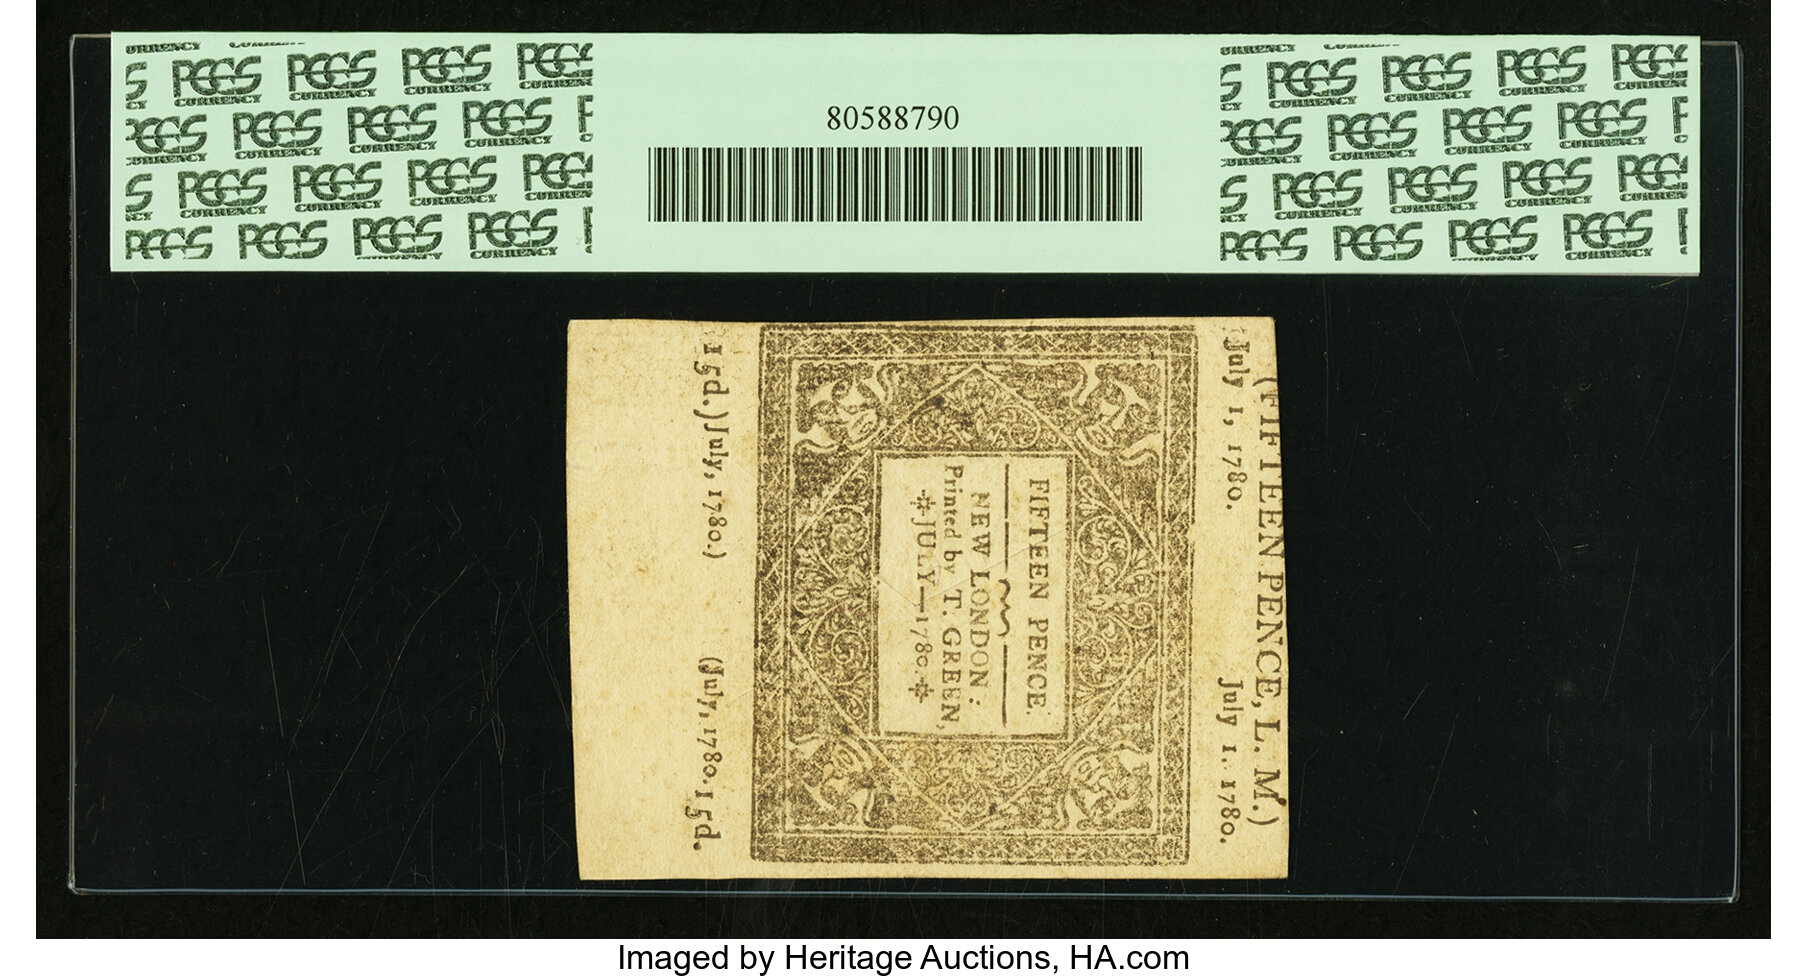 80588790
PCGS CURRENCY
(FIFTEEN PENCE, L. M.)
July 1, 1780. July 1. 1780.
FIFTEEN PENCE.
NEW LONDON:
Printed by T. GREEN,
JULY—1780.
15d.)July, 1780.) (July, 1780. 15d.
Imaged by Heritage Auctions, HA.com